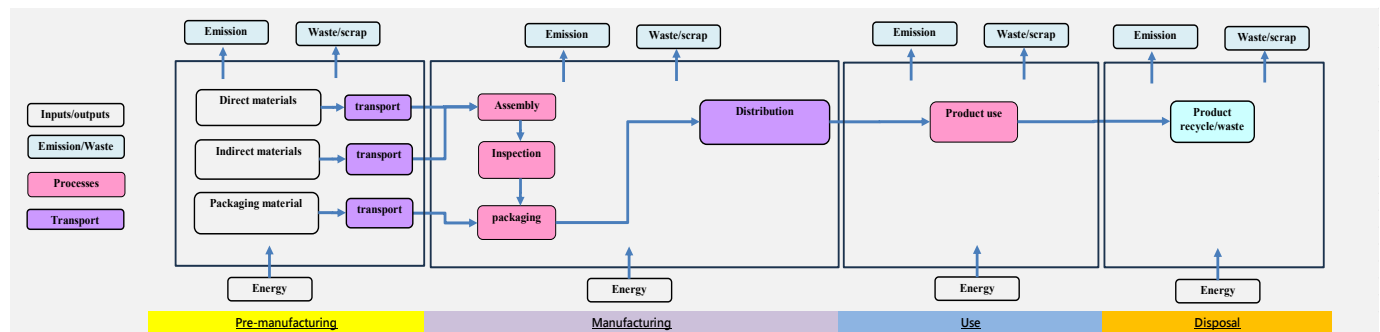 Emission
Waste/scrap
Emission
Waste/scrap
Emission
Waste/scrap
Emission
Waste/scrap
Inputs/outputs
Emission/Waste
Processes
Transport
Direct materials
transport
Indirect materials
transport
Packaging material
transport
Assembly
Inspection
packaging
Distribution
Product use
Product
recycle/waste
Energy
Energy
Energy
Energy
Pre-manufacturing
Manufacturing
Use
Disposal